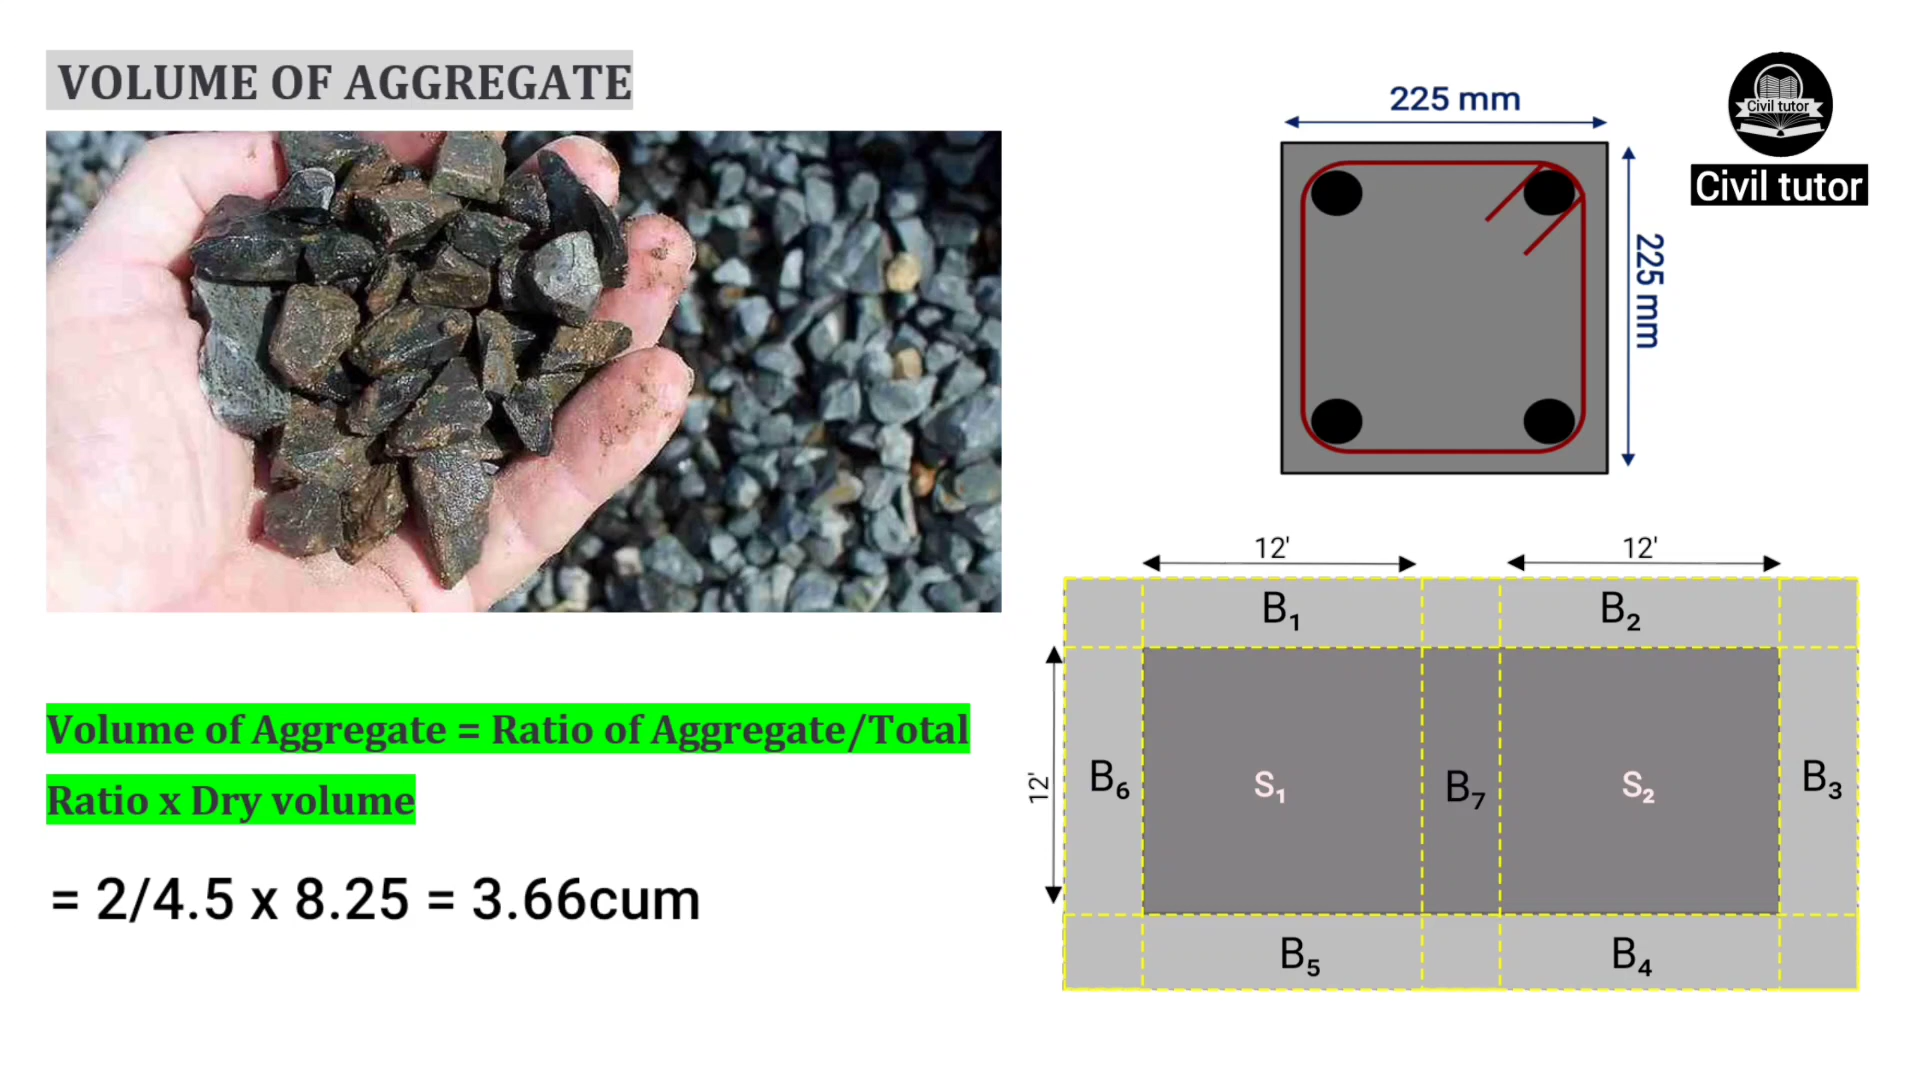 VOLUME OF AGGREGATE
Volume of Aggregate = Ratio of Aggregate/Total
Ratio x Dry volume
= 2/4.5 x 8.25 = 3.66cum
225 mm
225 mm
Civil tutor
Civil tutor
12'
12'
B₁
B₂
12'
B₆
S₁
B₇
S₂
B₃
B₅
B₄